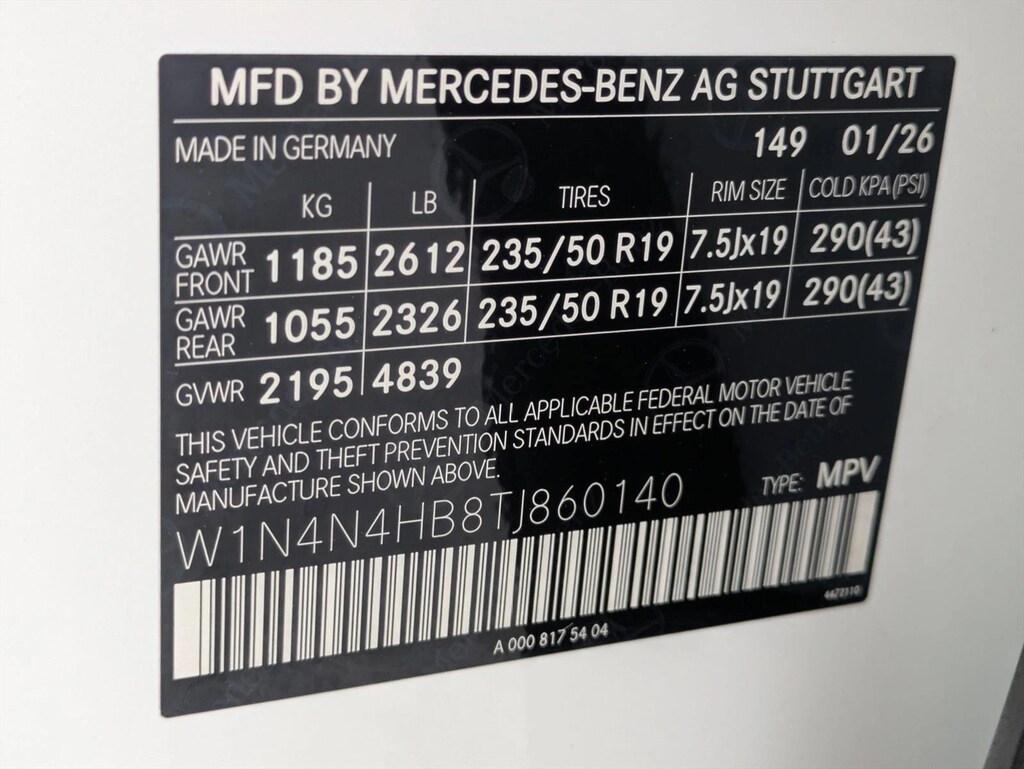 MFD BY MERCEDES-BENZ AG STUTTGART
MADE IN GERMANY 149 01/26
KG LB TIRES RIM SIZE COLD KPA(PSI)
GAWR FRONT 1185 2612 235/50 R19 7.5Jx19 290(43)
GAWR REAR 1055 2326 235/50 R19 7.5Jx19 290(43)
GVWR 2195 4839
THIS VEHICLE CONFORMS TO ALL APPLICABLE FEDERAL MOTOR VEHICLE
SAFETY AND THEFT PREVENTION STANDARDS IN EFFECT ON THE DATE OF
MANUFACTURE SHOWN ABOVE.
W1N4N4HB8TJ860140 TYPE: MPV
A 000 817 54 04